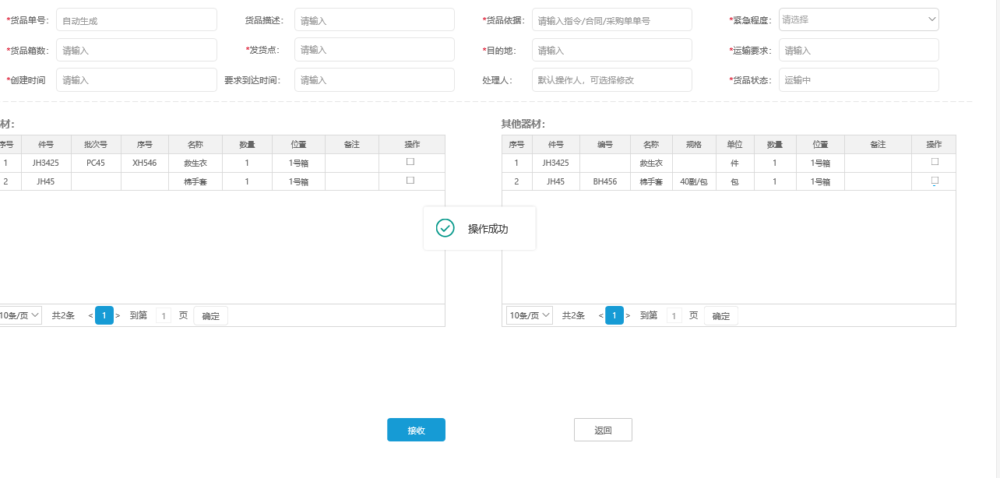 *货品单号: 自动生成 货品描述: 请输入 *货品依据: 请输入指令/合同/采购单单号 *紧急程度: 请选择
*货品箱数: 请输入 *发货点: 请输入 *目的地: 请输入 *运输要求: 请输入
*创建时间 请输入 要求到达时间: 请输入 处理人: 默认操作人，可选择修改 *货品状态: 运输中
材: 其他器材:
序号 件号 批次号 序号 名称 数量 位置 备注 操作 序号 件号 编号 名称 规格 单位 数量 位置 备注 操作
1 JH3425 PC45 XH546 救生衣 1 1号箱 1 JH3425 救生衣 件 1 1号箱
2 JH45 棉手套 1 1号箱 2 JH45 BH456 棉手套 40副/包 包 1 1号箱
操作成功
10条/页 共2条 < 1 > 到第 1 页 确定 10条/页 共2条 < 1 > 到第 1 页 确定
接收 返回